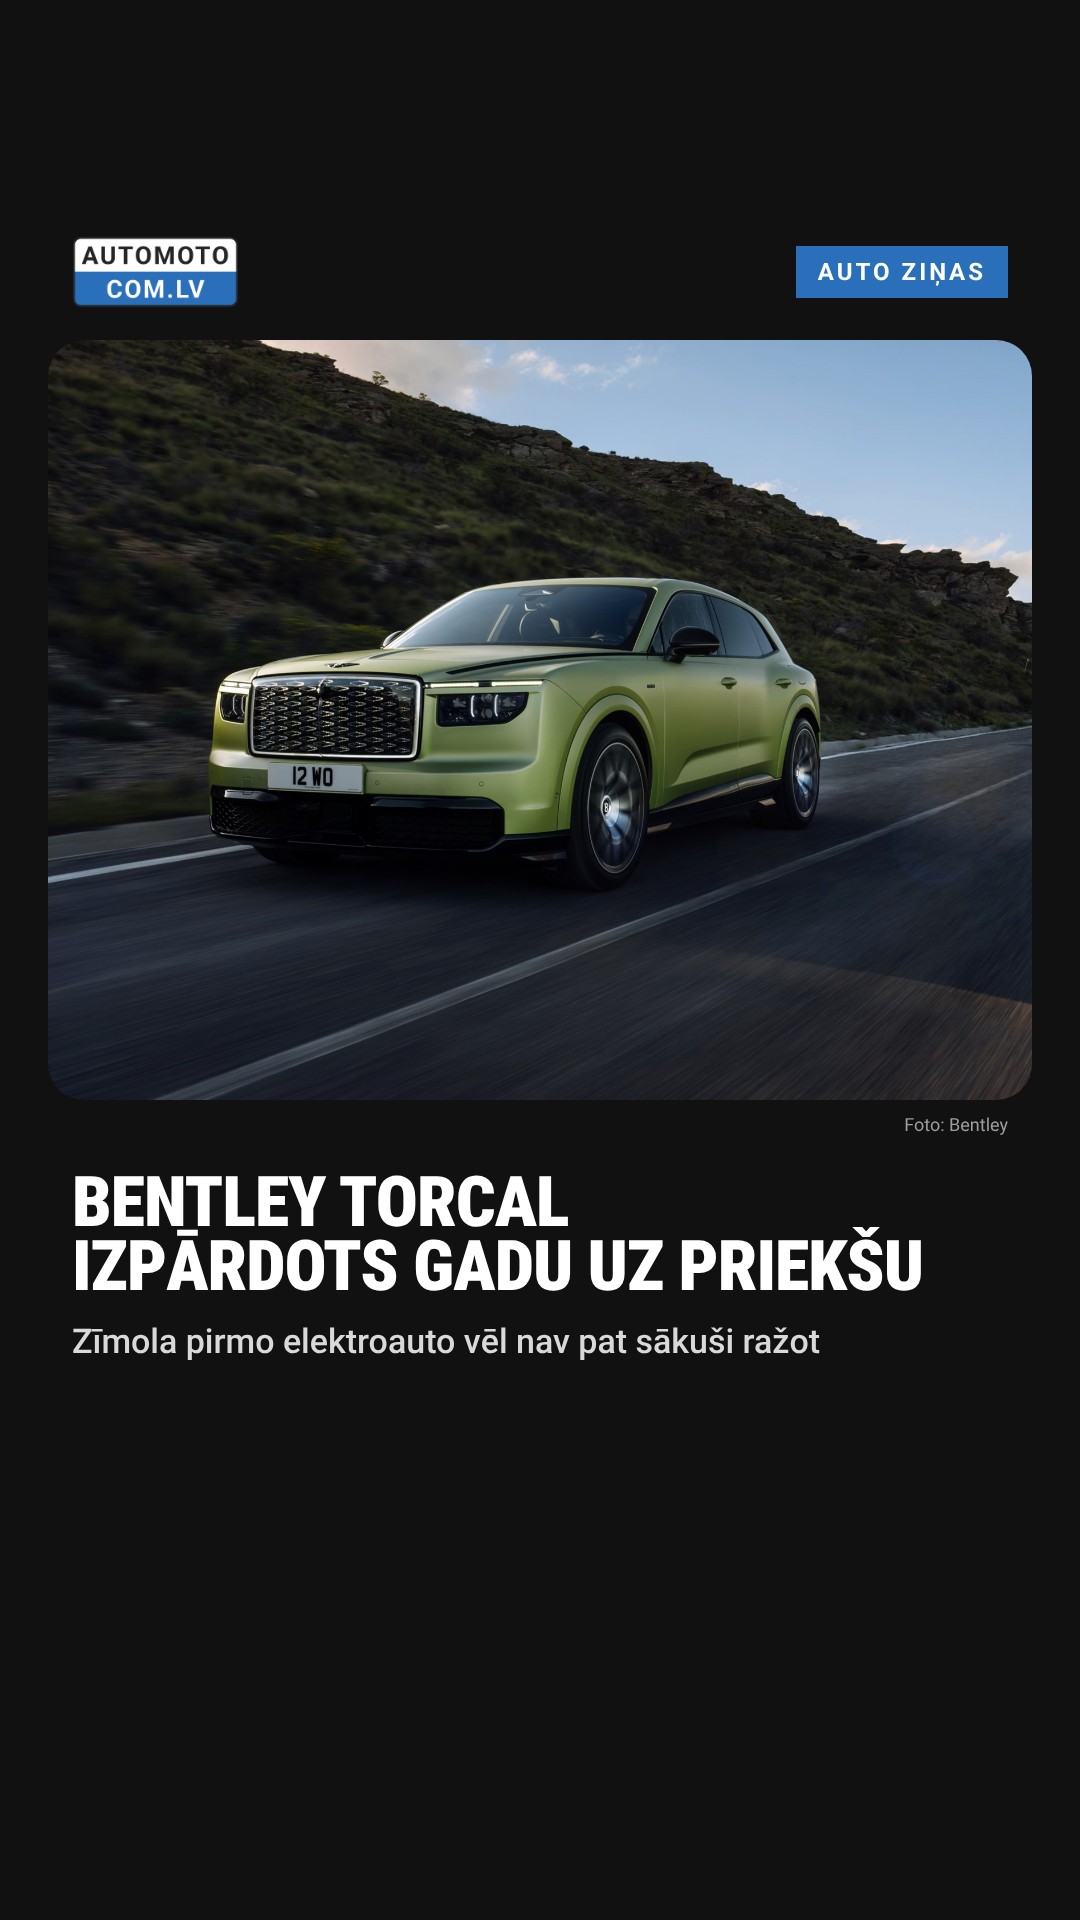 AUTOMOTO
COM.LV
AUTO ZIŅAS
12 WO
Foto: Bentley
BENTLEY TORCAL
IZPĀRDOTS GADU UZ PRIEKŠU
Zīmola pirmo elektroauto vēl nav pat sākuši ražot